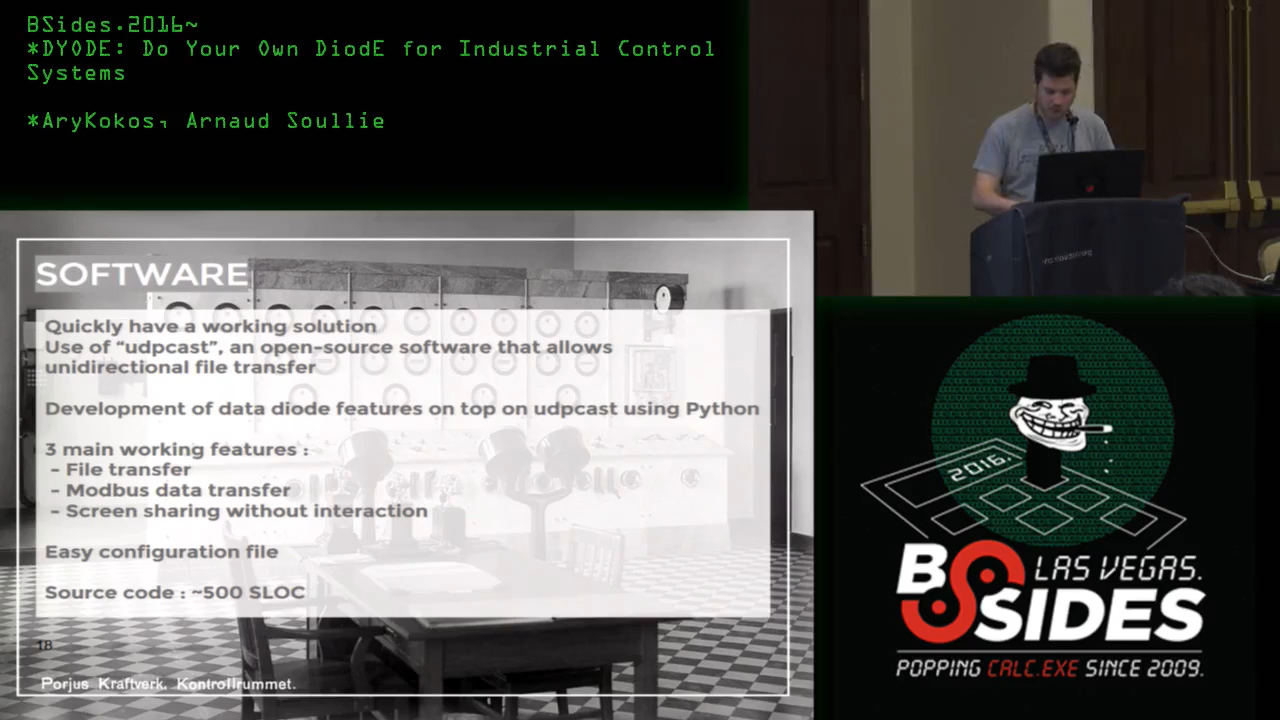 BSides.2016~
*DYODE: Do Your Own DiodE for Industrial Control
Systems
*AryKokos, Arnaud Soullie
SOFTWARE
Quickly have a working solution
Use of “udpcast”, an open-source software that allows
unidirectional file transfer
Development of data diode features on top on udpcast using Python
3 main working features :
- File transfer
- Modbus data transfer
- Screen sharing without interaction
Easy configuration file
Source code : ~500 SLOC
18
Porjus Kraftverk. Kontrollrummet.
2016.
BSIDES
LAS VEGAS.
POPPING CALC.EXE SINCE 2009.